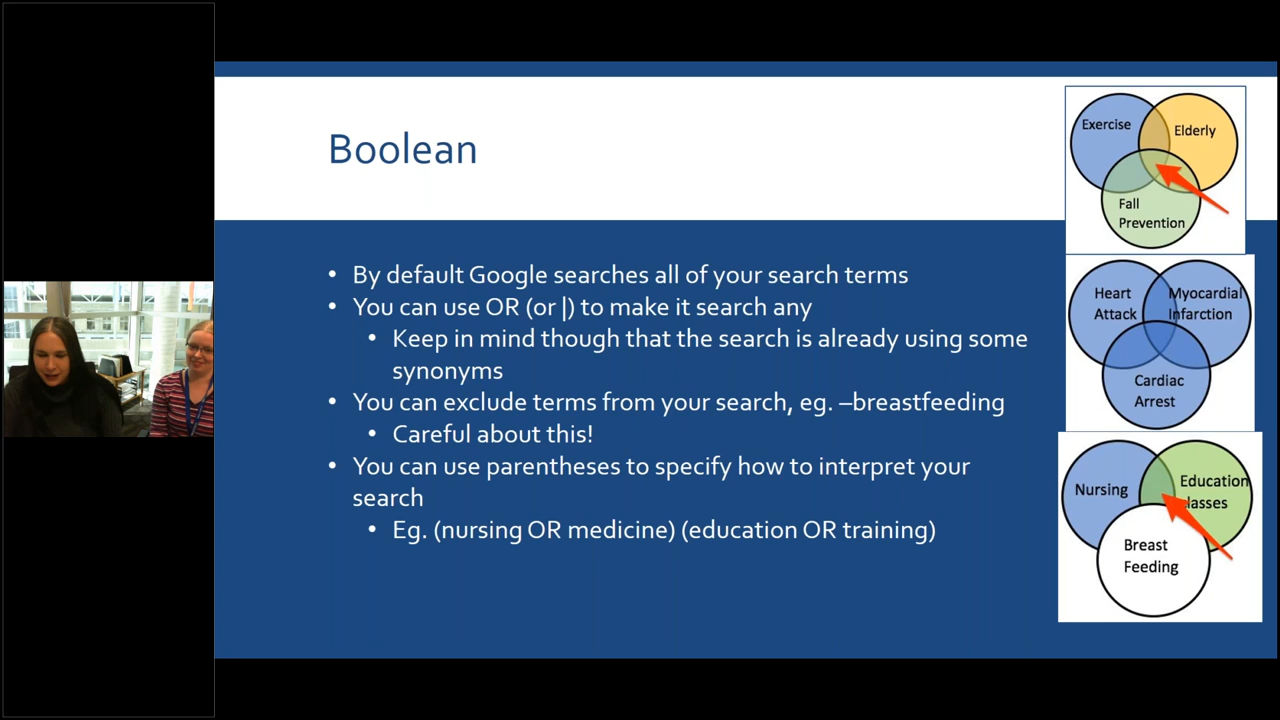 Boolean
• By default Google searches all of your search terms
• You can use OR (or |) to make it search any
• Keep in mind though that the search is already using some
synonyms
• You can exclude terms from your search, eg. –breastfeeding
• Careful about this!
• You can use parentheses to specify how to interpret your
search
• Eg. (nursing OR medicine) (education OR training)
Exercise
Elderly
Fall
Prevention
Heart
Attack
Myocardial
Infarction
Cardiac
Arrest
Nursing
Education
lasses
Breast
Feeding